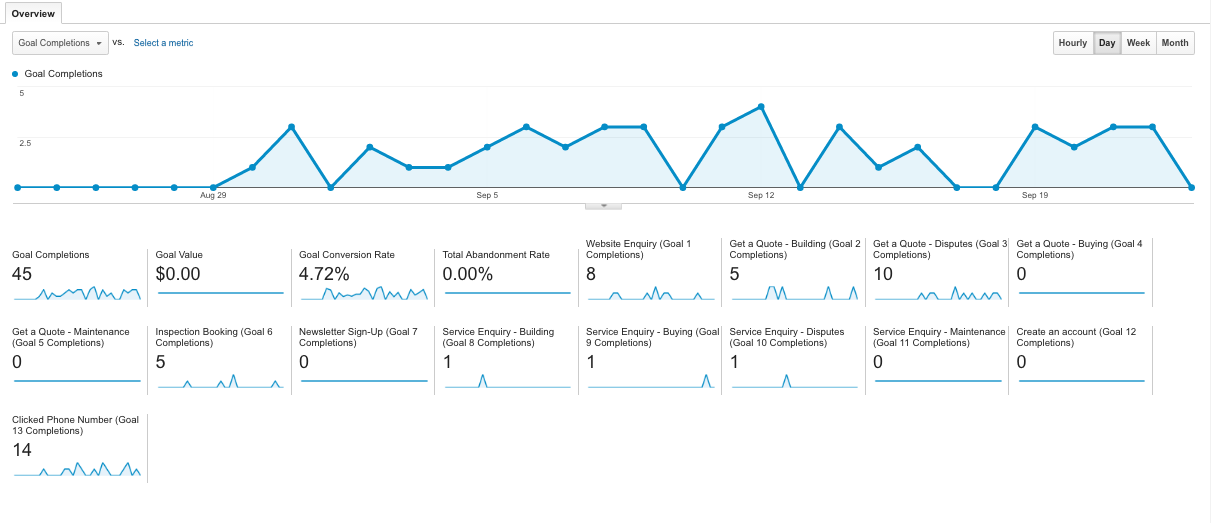 Overview
Goal Completions vs. Select a metric
Hourly Day Week Month
Goal Completions
5
2.5
Aug 29 Sep 5 Sep 12 Sep 19
Goal Completions
45
Goal Value
$0.00
Goal Conversion Rate
4.72%
Total Abandonment Rate
0.00%
Website Enquiry (Goal 1
Completions)
8
Get a Quote - Building (Goal 2
Completions)
5
Get a Quote - Disputes (Goal 3
Completions)
10
Get a Quote - Buying (Goal 4
Completions)
0
Get a Quote - Maintenance
(Goal 5 Completions)
0
Inspection Booking (Goal 6
Completions)
5
Newsletter Sign-Up (Goal 7
Completions)
0
Service Enquiry - Building
(Goal 8 Completions)
1
Service Enquiry - Buying (Goal
9 Completions)
1
Service Enquiry - Disputes
(Goal 10 Completions)
1
Service Enquiry - Maintenance
(Goal 11 Completions)
0
Create an account (Goal 12
Completions)
0
Clicked Phone Number (Goal
13 Completions)
14